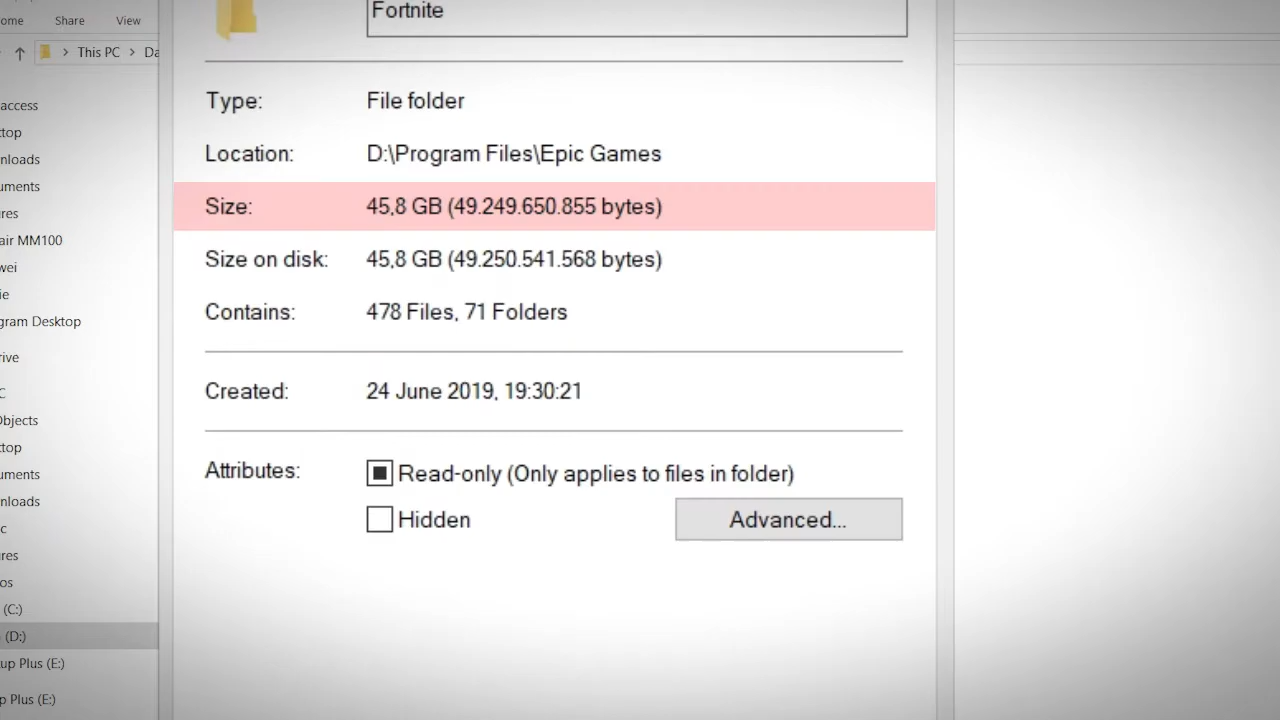 Fortnite
ome Share View
This PC
Type: File folder
Location: D:\Program Files\Epic Games
Size: 45,8 GB (49.249.650.855 bytes)
Size on disk: 45,8 GB (49.250.541.568 bytes)
Contains: 478 Files, 71 Folders
Created: 24 June 2019, 19:30:21
Attributes: Read-only (Only applies to files in folder)
Hidden
Advanced...
access
top
nloads
uments
res
air MM100
wei
ie
gram Desktop
rive
C
Objects
top
uments
nloads
c
res
os
(C:)
(D:)
up Plus (E:)
p Plus (E:)